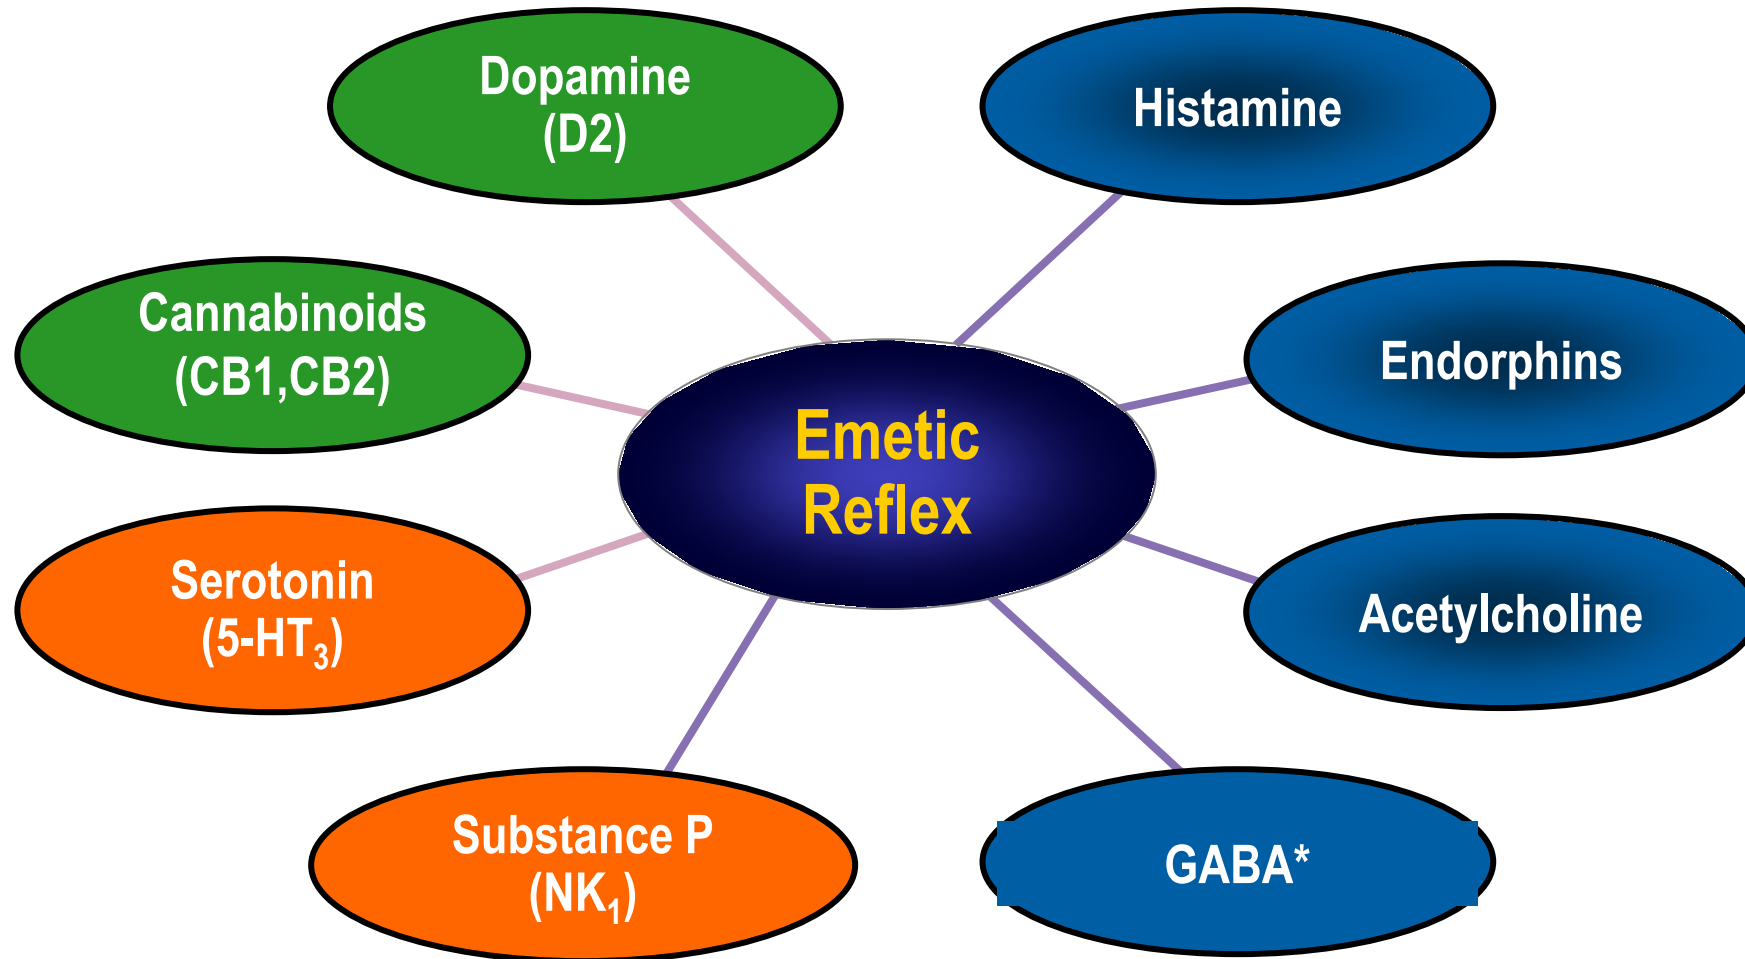 Dopamine
(D2)
Histamine
Cannabinoids
(CB1,CB2)
Endorphins
Emetic
Reflex
Serotonin
(5-HT₃)
Acetylcholine
Substance P
(NK₁)
GABA*